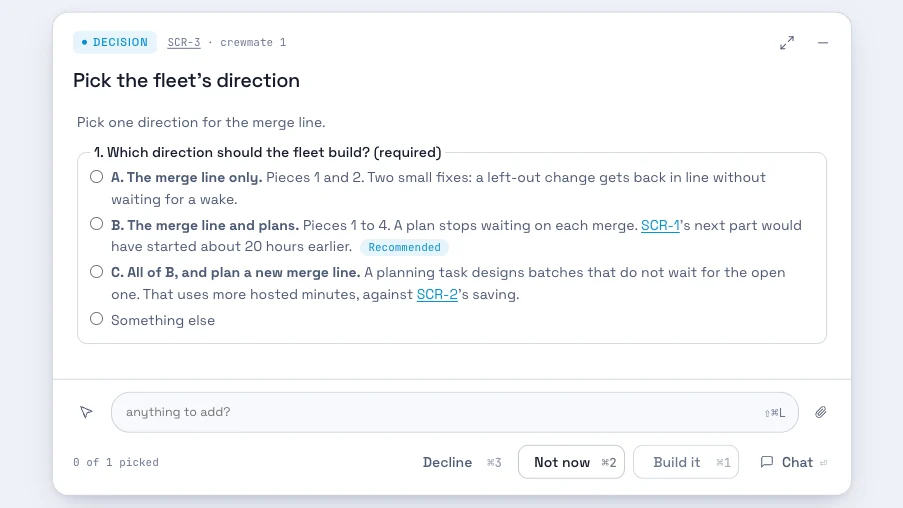 DECISION SCR-3 · crewmate 1
Pick the fleet's direction
Pick one direction for the merge line.
1. Which direction should the fleet build? (required)
A. The merge line only. Pieces 1 and 2. Two small fixes: a left-out change gets back in line without
waiting for a wake.
B. The merge line and plans. Pieces 1 to 4. A plan stops waiting on each merge. SCR-1's next part would
have started about 20 hours earlier. Recommended
C. All of B, and plan a new merge line. A planning task designs batches that do not wait for the open
one. That uses more hosted minutes, against SCR-2's saving.
Something else
anything to add? ⇧⌘L
0 of 1 picked Decline ⌘3 Not now ⌘2 Build it ⌘1 Chat ⏎